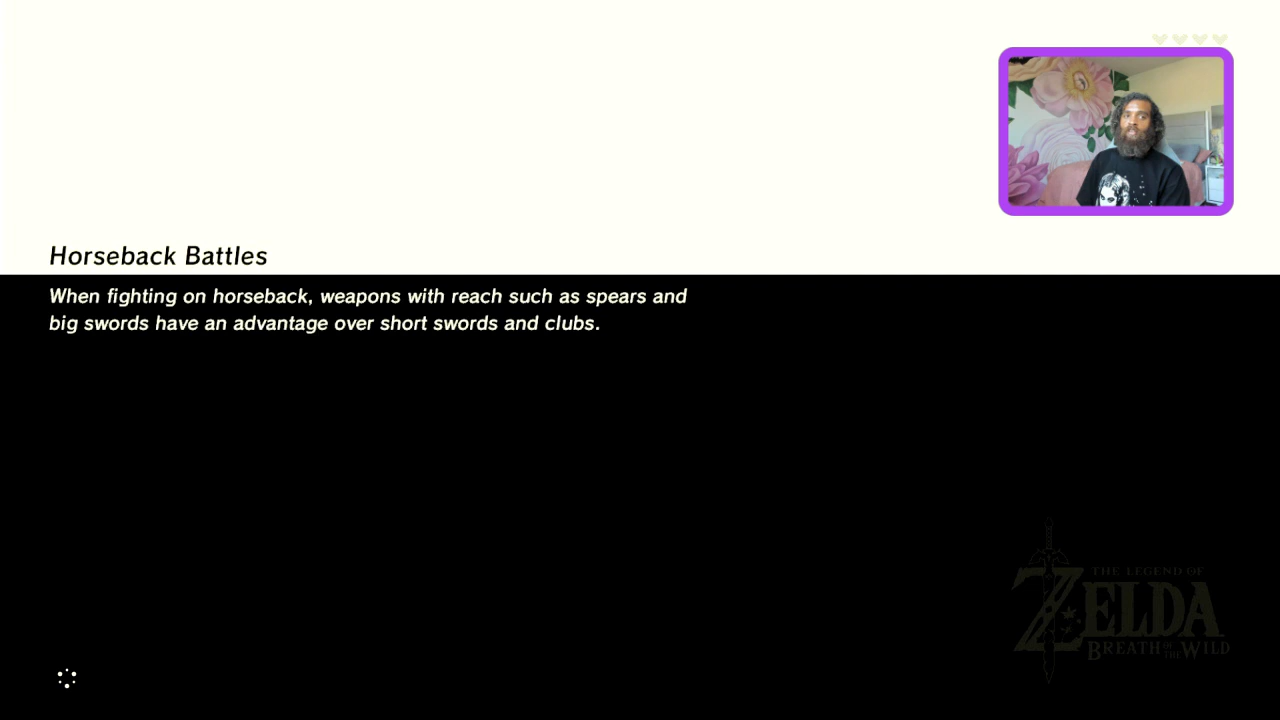 Horseback Battles
When fighting on horseback, weapons with reach such as spears and
big swords have an advantage over short swords and clubs.
THE LEGEND OF
ZELDA
BREATH OF THE WILD